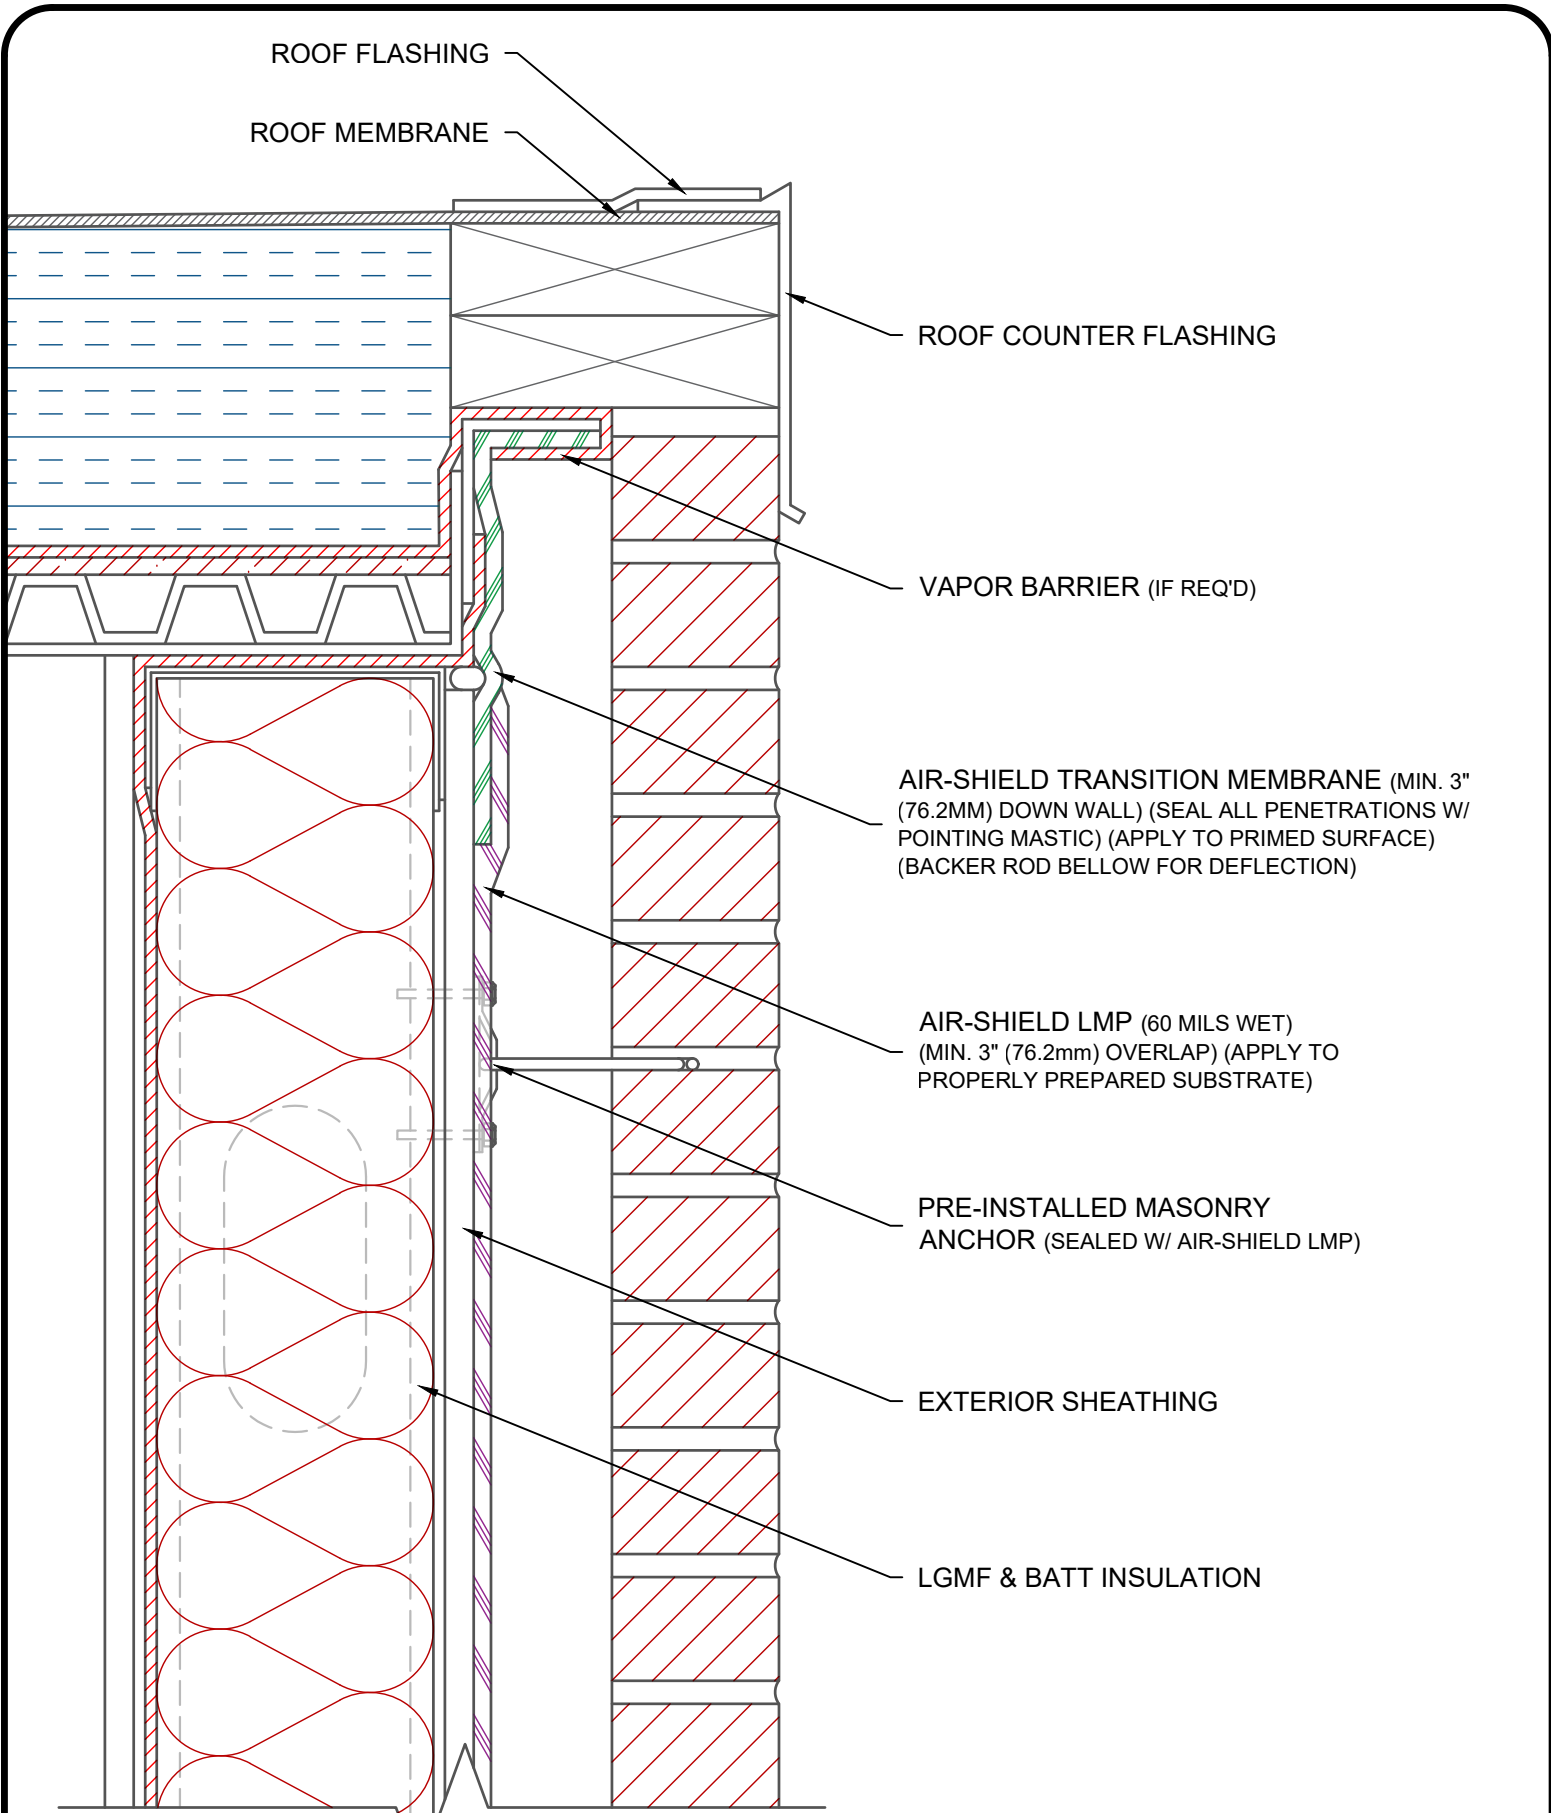 ROOF FLASHING
ROOF MEMBRANE
ROOF COUNTER FLASHING
VAPOR BARRIER (IF REQ'D)
AIR-SHIELD TRANSITION MEMBRANE (MIN. 3"
(76.2MM) DOWN WALL) (SEAL ALL PENETRATIONS W/
POINTING MASTIC) (APPLY TO PRIMED SURFACE)
(BACKER ROD BELLOW FOR DEFLECTION)
AIR-SHIELD LMP (60 MILS WET)
(MIN. 3" (76.2mm) OVERLAP) (APPLY TO
PROPERLY PREPARED SUBSTRATE)
PRE-INSTALLED MASONRY
ANCHOR (SEALED W/ AIR-SHIELD LMP)
EXTERIOR SHEATHING
LGMF & BATT INSULATION